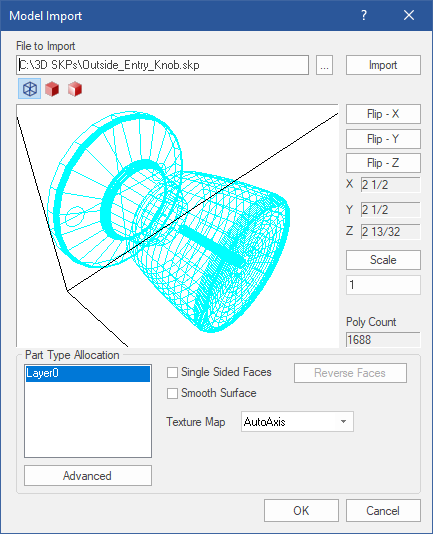 Model Import
?
File to Import
C:\3D SKPs\Outside_Entry_Knob.skp
...
Import
Flip - X
Flip - Y
Flip - Z
X 2 1/2
Y 2 1/2
Z 2 13/32
Scale
1
Poly Count
1688
Part Type Allocation
Layer0
Single Sided Faces
Reverse Faces
Smooth Surface
Texture Map AutoAxis
Advanced
OK
Cancel